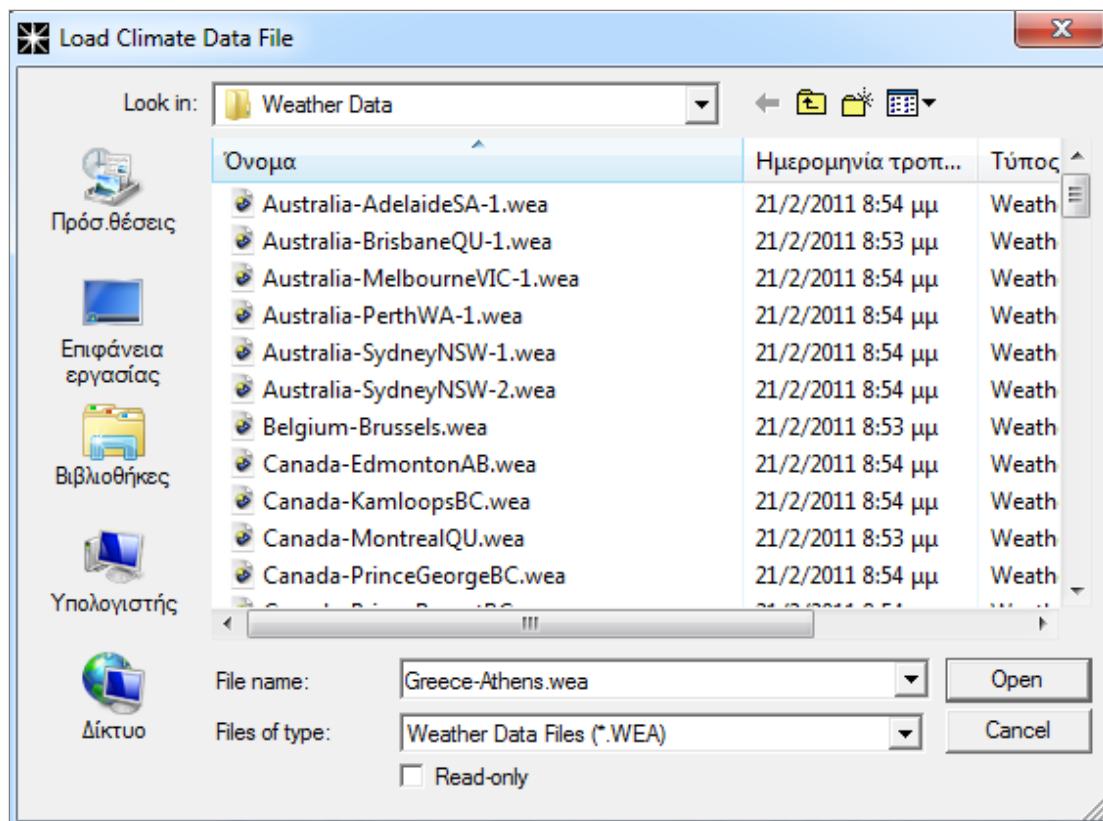 Load Climate Data File
Look in: Weather Data
Όνομα Ημερομηνία τροπ... Τύπος
Australia-AdelaideSA-1.wea 21/2/2011 8:54 μμ Weath
Australia-BrisbaneQU-1.wea 21/2/2011 8:53 μμ Weath
Australia-MelbourneVIC-1.wea 21/2/2011 8:54 μμ Weath
Australia-PerthWA-1.wea 21/2/2011 8:54 μμ Weath
Australia-SydneyNSW-1.wea 21/2/2011 8:54 μμ Weath
Australia-SydneyNSW-2.wea 21/2/2011 8:54 μμ Weath
Belgium-Brussels.wea 21/2/2011 8:53 μμ Weath
Canada-EdmontonAB.wea 21/2/2011 8:54 μμ Weath
Canada-KamloopsBC.wea 21/2/2011 8:54 μμ Weath
Canada-MontrealQU.wea 21/2/2011 8:53 μμ Weath
Canada-PrinceGeorgeBC.wea 21/2/2011 8:54 μμ Weath
Πρόσ.θέσεις
Επιφάνεια
εργασίας
Βιβλιοθήκες
Υπολογιστής
Δίκτυο
File name: Greece-Athens.wea Open
Files of type: Weather Data Files (*.WEA) Cancel
Read-only